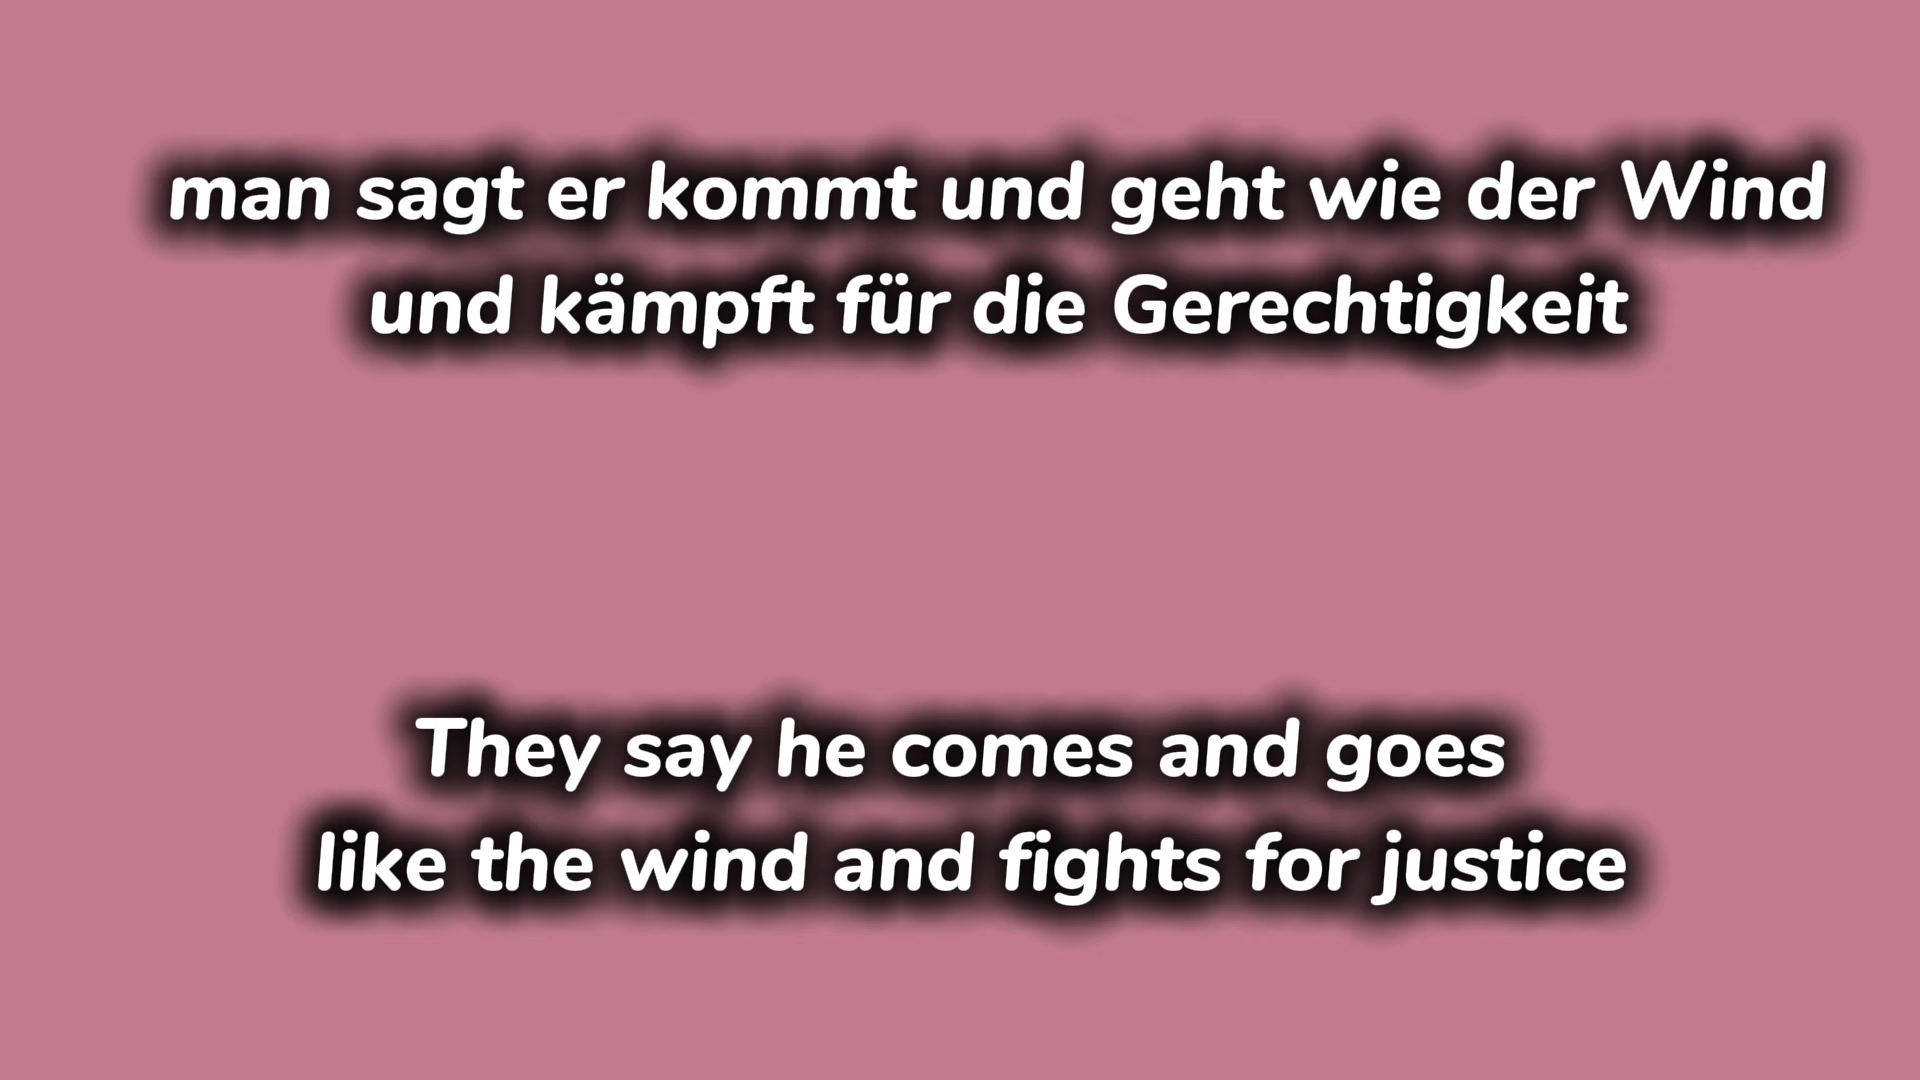 man sagt er kommt und geht wie der Wind
und kämpft für die Gerechtigkeit
They say he comes and goes
like the wind and fights for justice